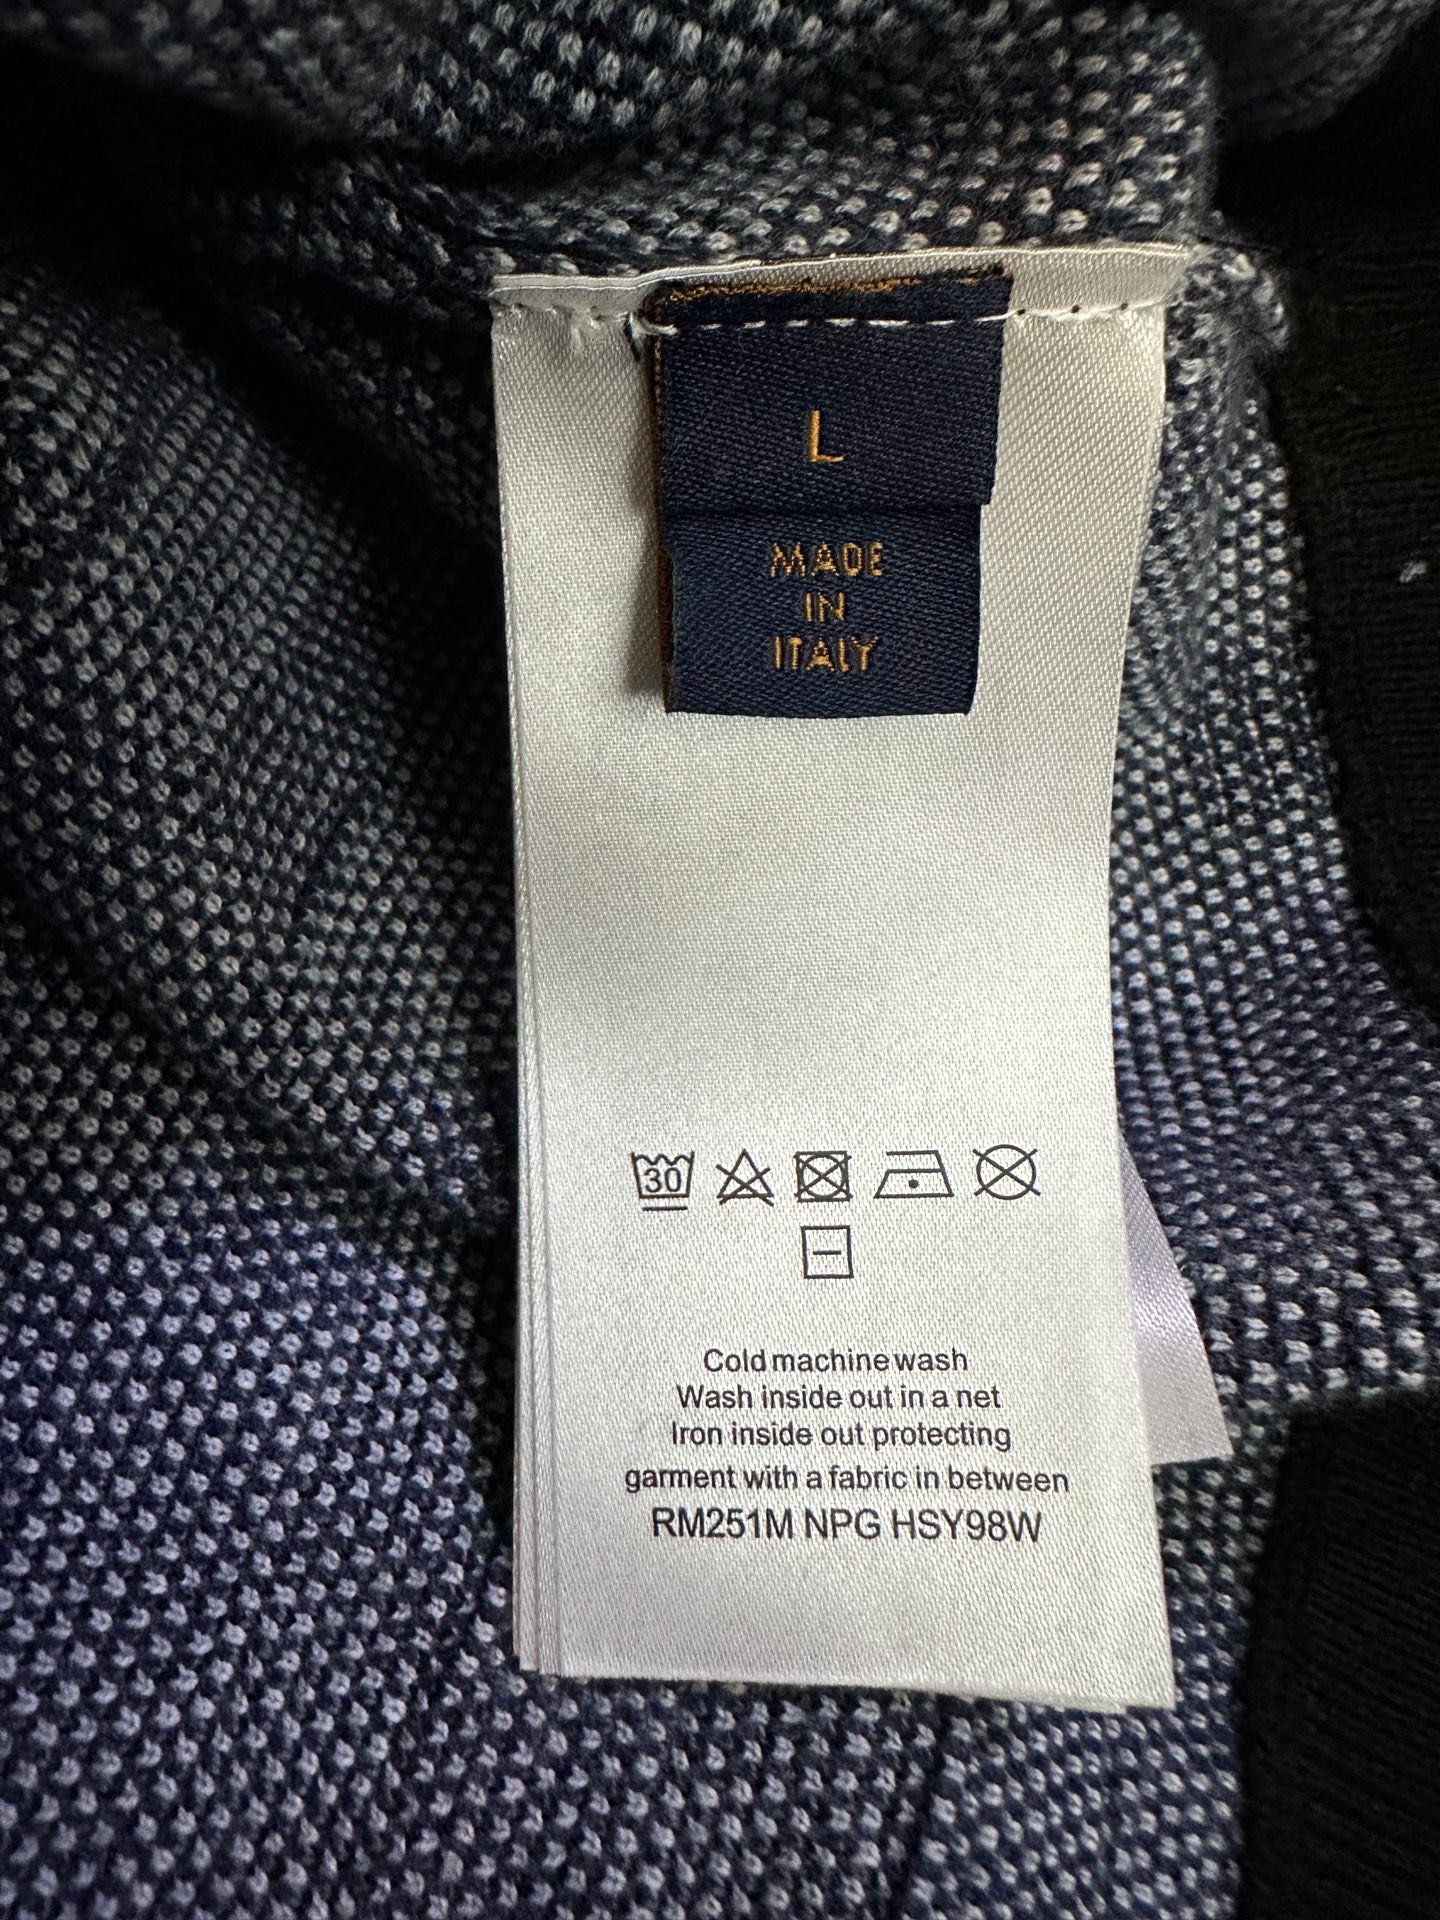 L
MADE
IN
ITALY
30
Cold machine wash
Wash inside out in a net
Iron inside out protecting
garment with a fabric in between
RM251M NPG HSY98W